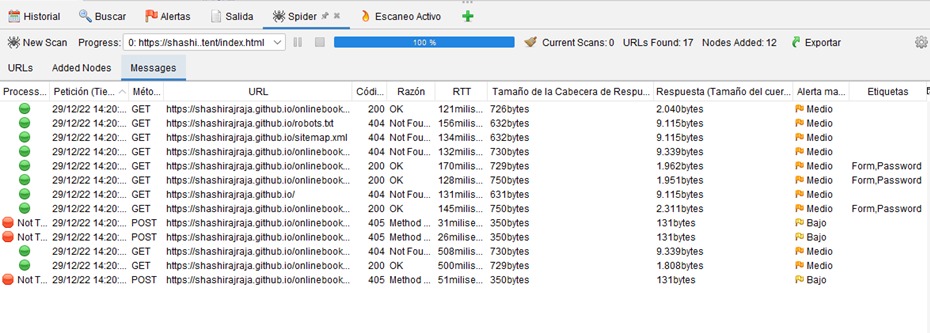 Historial Buscar Alertas Salida Spider Escaneo Activo
New Scan Progress: 0: https://shashi..tent/index.html 100 % Current Scans: 0 URLs Found: 17 Nodes Added: 12 Exportar
URLs Added Nodes Messages
Proces... Petición (Tie... Méto... URL Códi... Razón RTT Tamaño de la Cabecera de Respu... Respuesta (Tamaño del cuer... Alerta ma... Etiquetas
29/12/22 14:20:... GET https://shashirajraja.github.io/onlinebook... 200 OK 121milise... 726bytes 2.040bytes Medio
29/12/22 14:20:... GET https://shashirajraja.github.io/robots.txt 404 Not Fou... 156milise... 632bytes 9.115bytes Medio
29/12/22 14:20:... GET https://shashirajraja.github.io/sitemap.xml 404 Not Fou... 134milise... 632bytes 9.115bytes Medio
29/12/22 14:20:... GET https://shashirajraja.github.io/onlinebook... 404 Not Fou... 132milise... 730bytes 9.339bytes Medio
29/12/22 14:20:... GET https://shashirajraja.github.io/onlinebook... 200 OK 170milise... 729bytes 1.962bytes Medio Form,Password
29/12/22 14:20:... GET https://shashirajraja.github.io/onlinebook... 200 OK 128milise... 750bytes 1.951bytes Medio Form,Password
29/12/22 14:20:... GET https://shashirajraja.github.io/ 404 Not Fou... 131milise... 631bytes 9.115bytes Medio
29/12/22 14:20:... GET https://shashirajraja.github.io/onlinebook... 200 OK 145milise... 750bytes 2.311bytes Medio Form,Password
Not T... 29/12/22 14:20:... POST https://shashirajraja.github.io/onlinebook... 405 Method ... 31milisec... 350bytes 131bytes Bajo
Not T... 29/12/22 14:20:... POST https://shashirajraja.github.io/onlinebook... 405 Method ... 26milisec... 350bytes 131bytes Bajo
29/12/22 14:20:... GET https://shashirajraja.github.io/onlinebook... 404 Not Fou... 508milise... 730bytes 9.339bytes Medio
29/12/22 14:20:... GET https://shashirajraja.github.io/onlinebook... 200 OK 500milise... 729bytes 1.808bytes Medio
Not T... 29/12/22 14:20:... POST https://shashirajraja.github.io/onlinebook... 405 Method ... 51milisec... 350bytes 131bytes Bajo